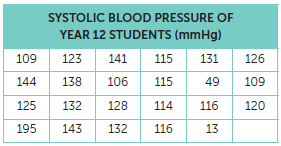 SYSTOLIC BLOOD PRESSURE OF
YEAR 12 STUDENTS (mmHg)
109 123 141 115 131 126
144 138 106 115 49 109
125 132 128 114 116 120
195 143 132 116 13